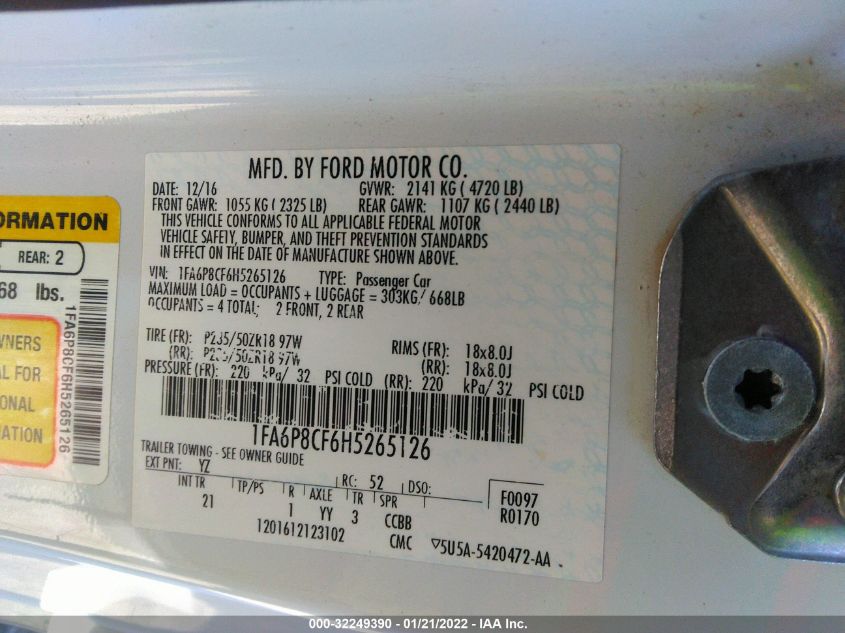 MFD. BY FORD MOTOR CO.
DATE: 12/16 GVWR: 2141 KG ( 4720 LB)
FRONT GAWR: 1055 KG ( 2325 LB) REAR GAWR: 1107 KG ( 2440 LB)
THIS VEHICLE CONFORMS TO ALL APPLICABLE FEDERAL MOTOR
VEHICLE SAFETY, BUMPER, AND THEFT PREVENTION STANDARDS
IN EFFECT ON THE DATE OF MANUFACTURE SHOWN ABOVE.
VIN: 1FA6P8CF6H5265126 TYPE: Passenger Car
MAXIMUM LOAD = OCCUPANTS + LUGGAGE = 303KG/ 668LB
OCCUPANTS = 4 TOTAL; 2 FRONT, 2 REAR
TIRE (FR): P235/50ZR18 97W RIMS (FR): 18x8.0J
(RR): P235/50ZR18 97W (RR): 18x8.0J
PRESSURE (FR): 220 kPa/ 32 PSI COLD (RR): 220 kPa/ 32 PSI COLD
1FA6P8CF6H5265126
TRAILER TOWING - SEE OWNER GUIDE
EXT PNT: YZ RC: 52 DSO:
INT TR TP/PS R AXLE TR SPR F0097
21 1 YY 3 CCBB R0170
1201612123102 CMC ▽5U5A-5420472-AA
ORMATION
REAR: 2
68 lbs.
1FA6P8CF6H5265126
WNERS
AL FOR
IONAL
MATION
000-32249390 - 01/21/2022 - IAA Inc.